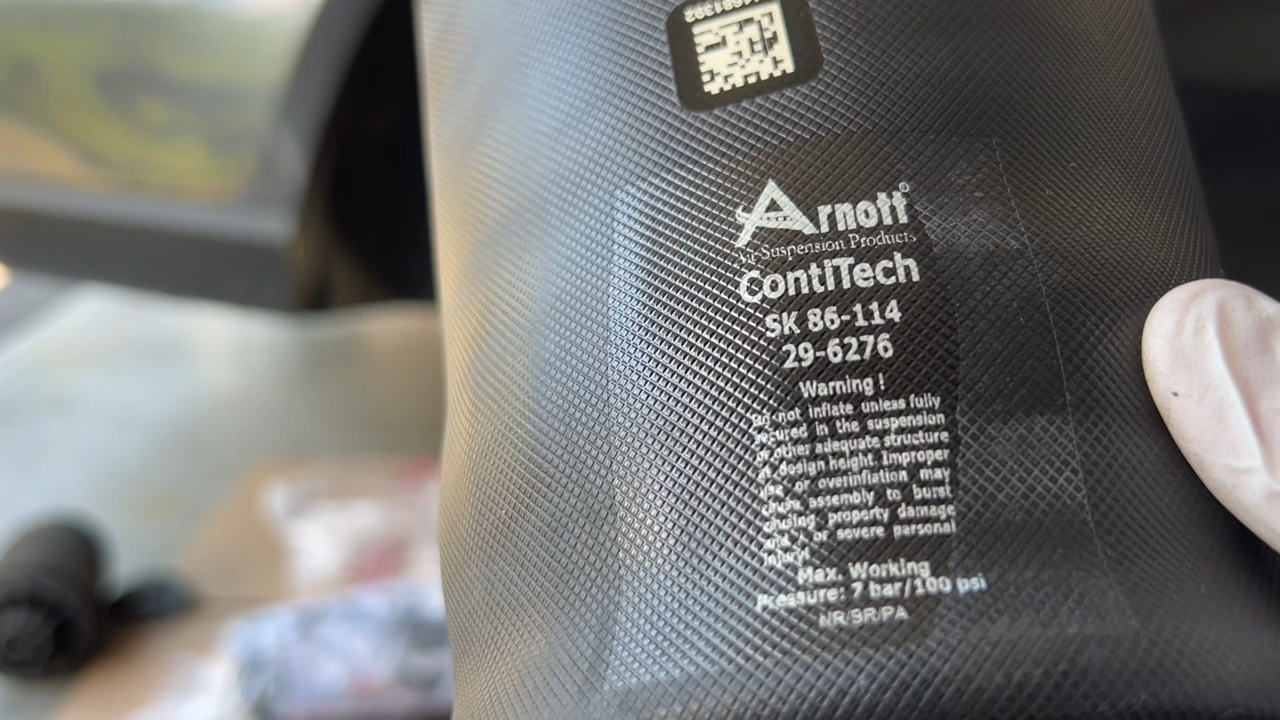 Arnott®
Air Suspension Products
ContiTech
SK 86-114
29-6276
Warning !
Do not inflate unless fully
secured in the suspension
or other adequate structure
at design height. Improper
use or overinflation may
cause assembly to burst
causing property damage
and / or severe personal
injury!
Max. Working
Pressure: 7 bar/100 psi
NR/BR/PA